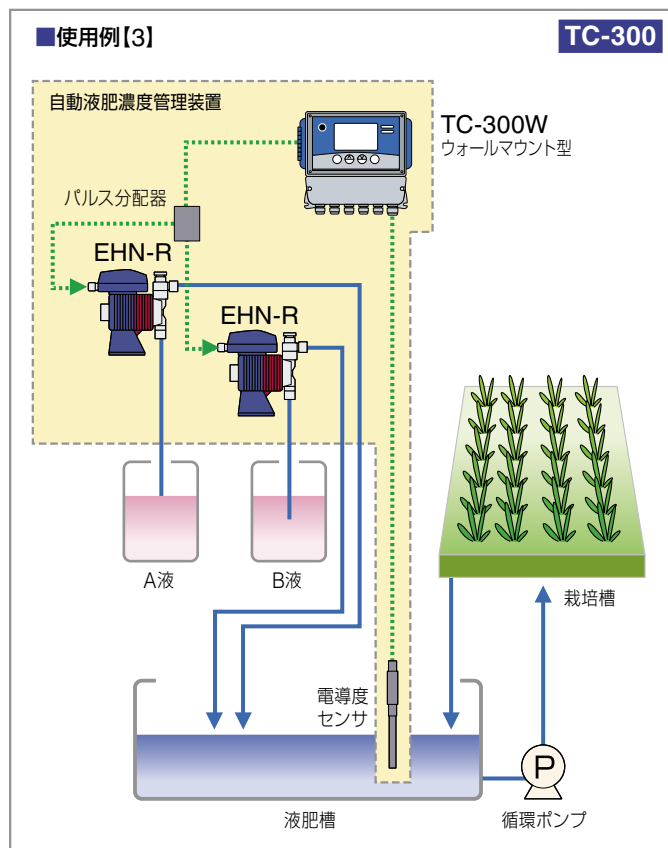 ■使用例【3】
TC-300
自動液肥濃度管理装置
TC-300W
ウォールマウント型
パルス分配器
EHN-R
EHN-R
A液
B液
栽培槽
電導度
センサ
P
液肥槽
循環ポンプ